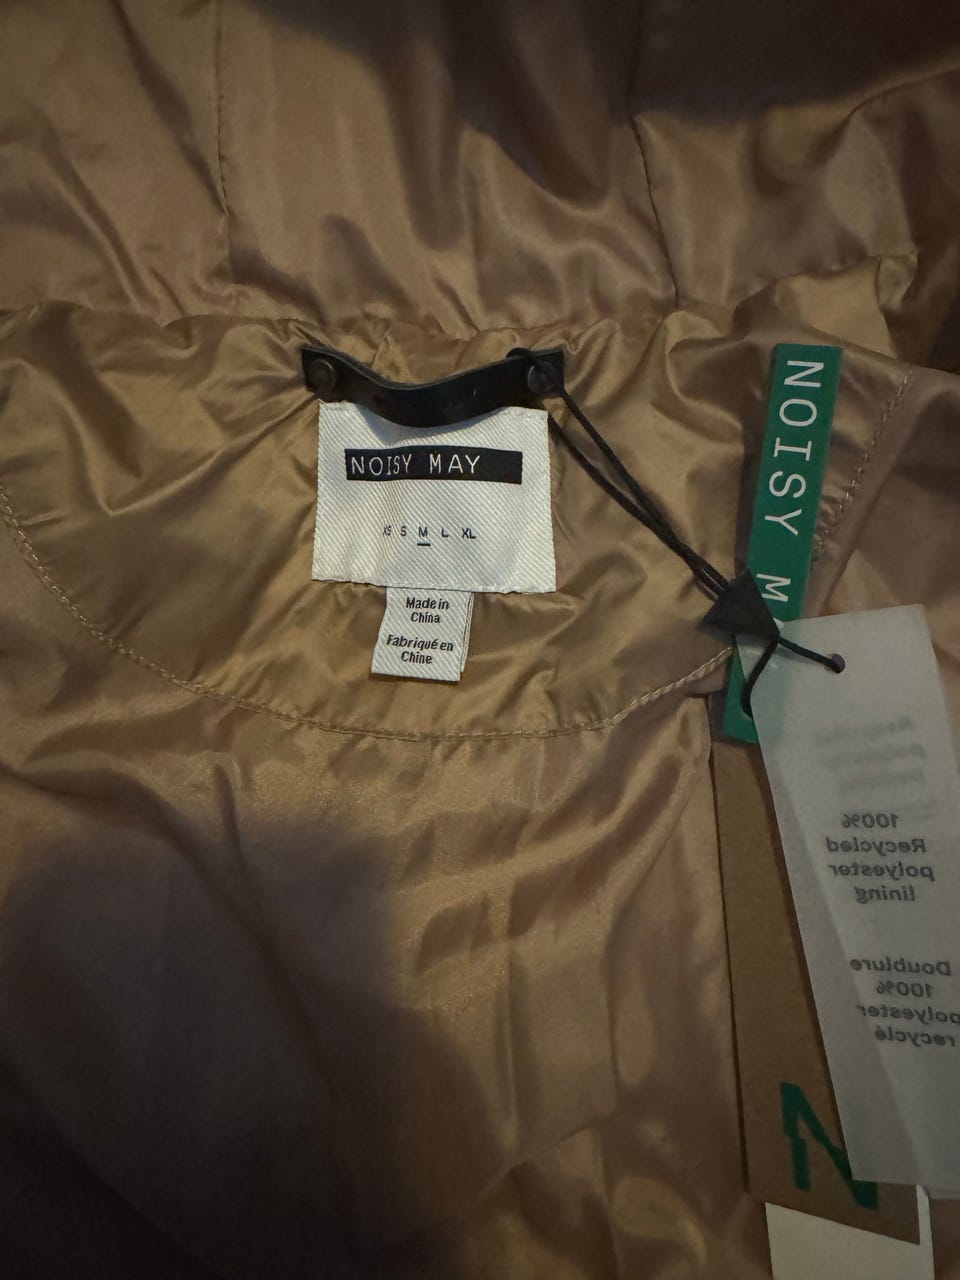 NOISY MAY
XS S M L XL
Made in
China
Fabriqué en
Chine
NOISY M
100%
Recycled
polyester
lining
Doublure
100%
polyester
recyclé
N